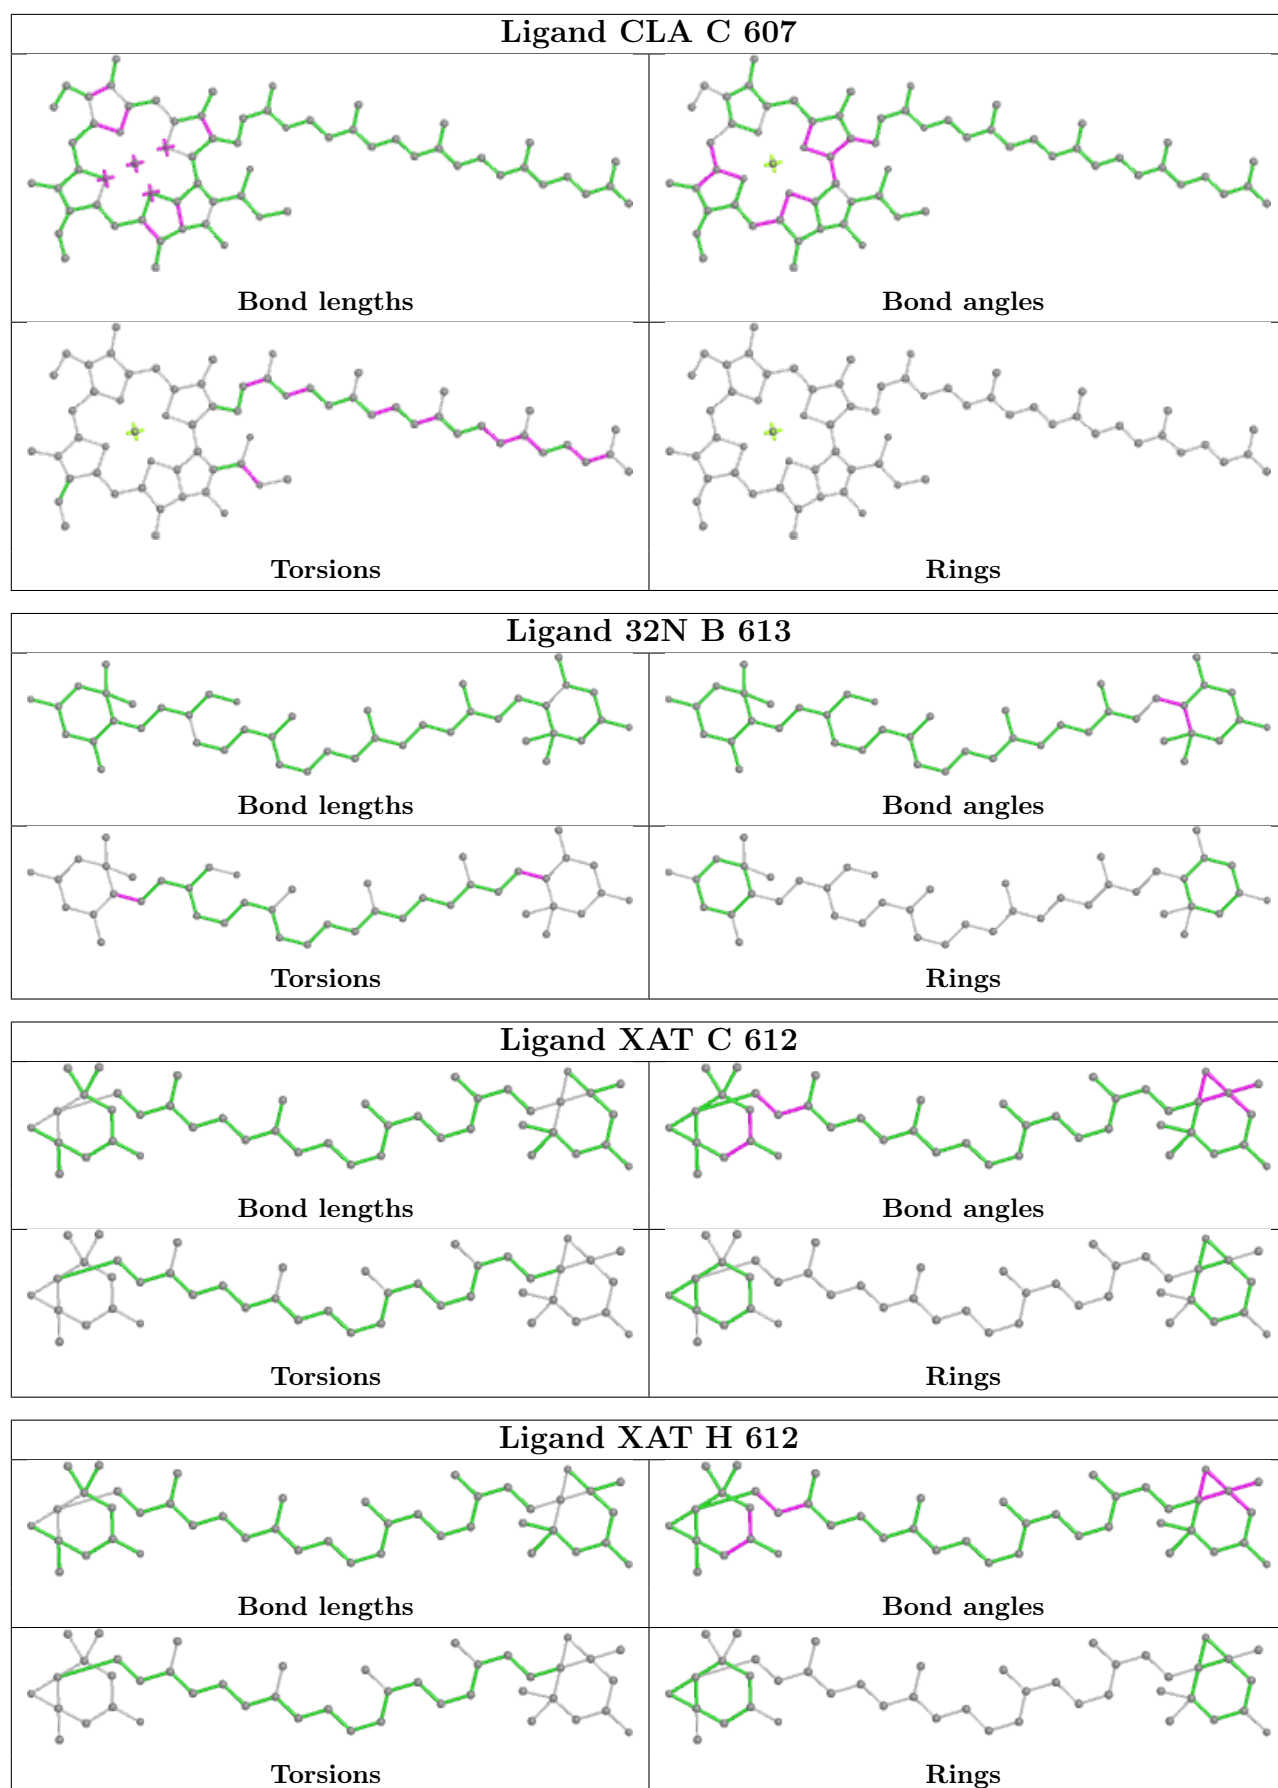 Ligand CLA C 607
Bond lengths
Bond angles
Torsions
Rings
Ligand 32N B 613
Bond lengths
Bond angles
Torsions
Rings
Ligand XAT C 612
Bond lengths
Bond angles
Torsions
Rings
Ligand XAT H 612
Bond lengths
Bond angles
Torsions
Rings